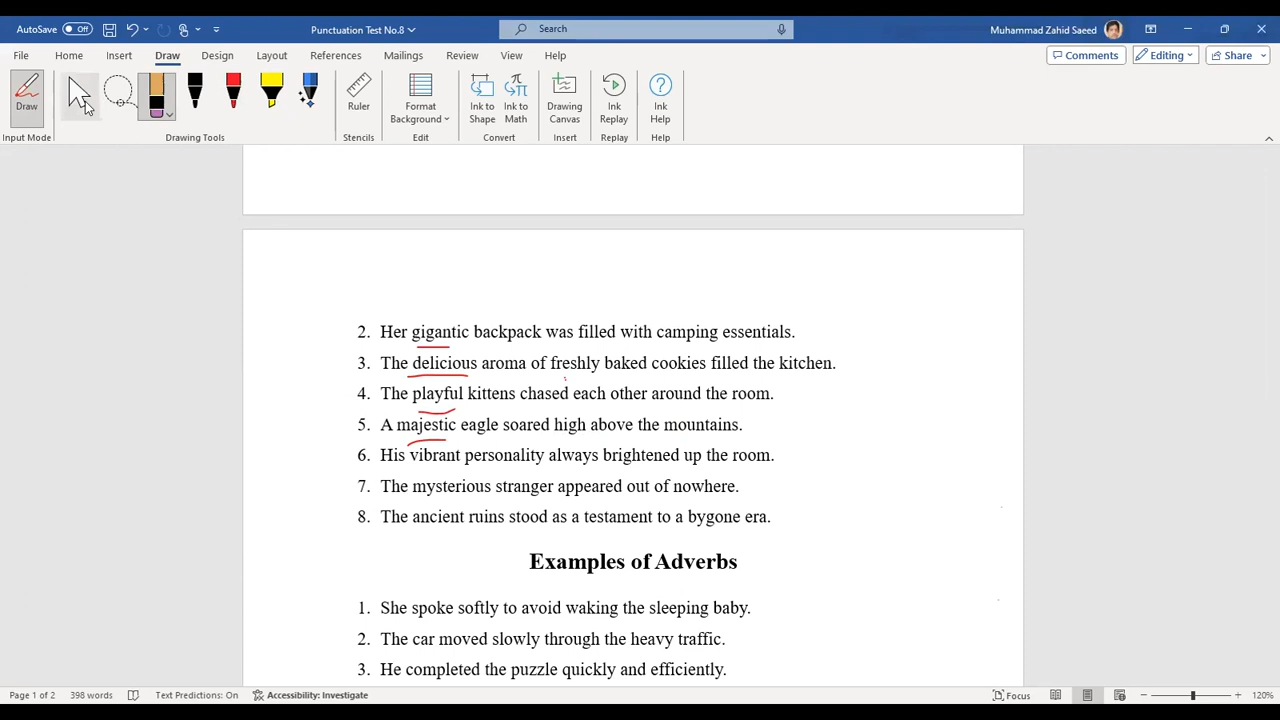 AutoSave Off Punctuation Test No.8 Search Muhammad Zahid Saeed
File Home Insert Draw Design Layout References Mailings Review View Help Comments Editing Share
Draw Ruler Format Background Ink to Shape Ink to Math Drawing Canvas Ink Replay Ink Help
Input Mode Drawing Tools Stencils Edit Convert Insert Replay Help
2. Her gigantic backpack was filled with camping essentials.
3. The delicious aroma of freshly baked cookies filled the kitchen.
4. The playful kittens chased each other around the room.
5. A majestic eagle soared high above the mountains.
6. His vibrant personality always brightened up the room.
7. The mysterious stranger appeared out of nowhere.
8. The ancient ruins stood as a testament to a bygone era.
Examples of Adverbs
1. She spoke softly to avoid waking the sleeping baby.
2. The car moved slowly through the heavy traffic.
3. He completed the puzzle quickly and efficiently.
Page 1 of 2 398 words Text Predictions: On Accessibility: Investigate Focus 120%